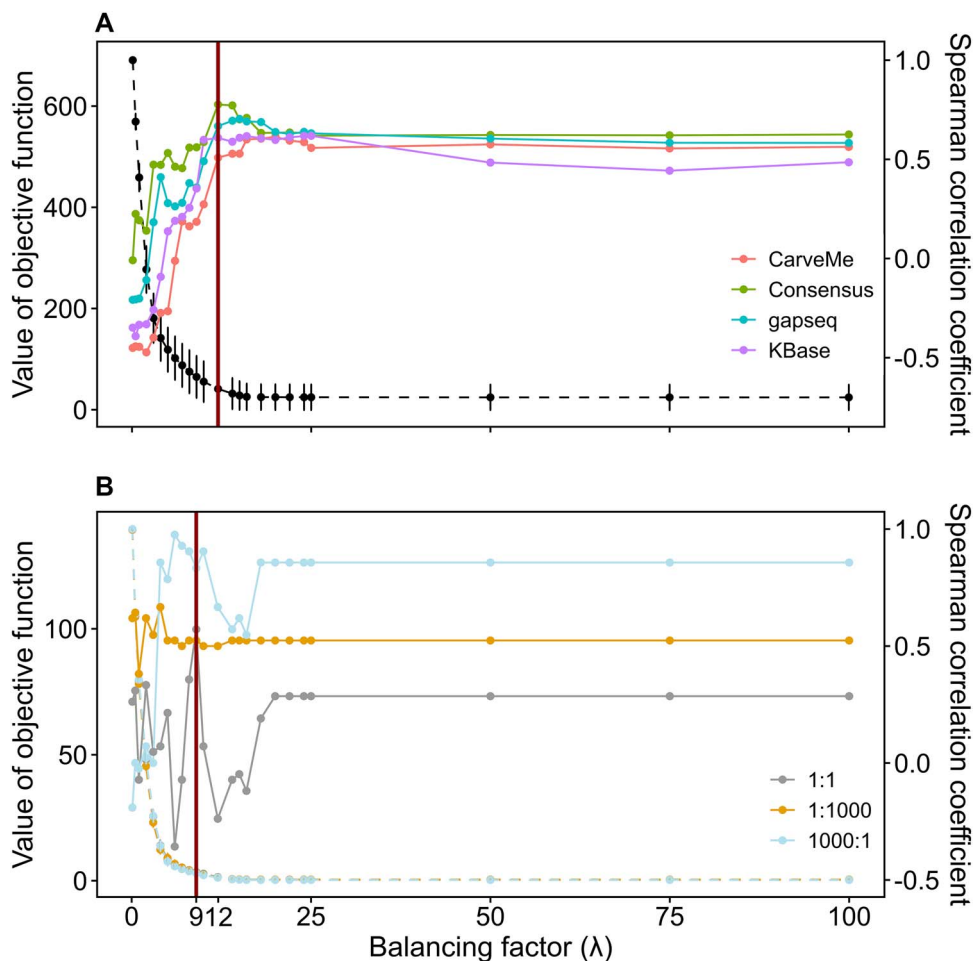 A
Value of objective function
600
400
200
0
1.0
0.5
0.0
−0.5
Spearman correlation coefficient
CarveMe
Consensus
gapseq
KBase
B
Value of objective function
100
50
0
1.0
0.5
0.0
−0.5
Spearman correlation coefficient
1:1
1:1000
1000:1
0 9 12 25 50 75 100
Balancing factor (λ)